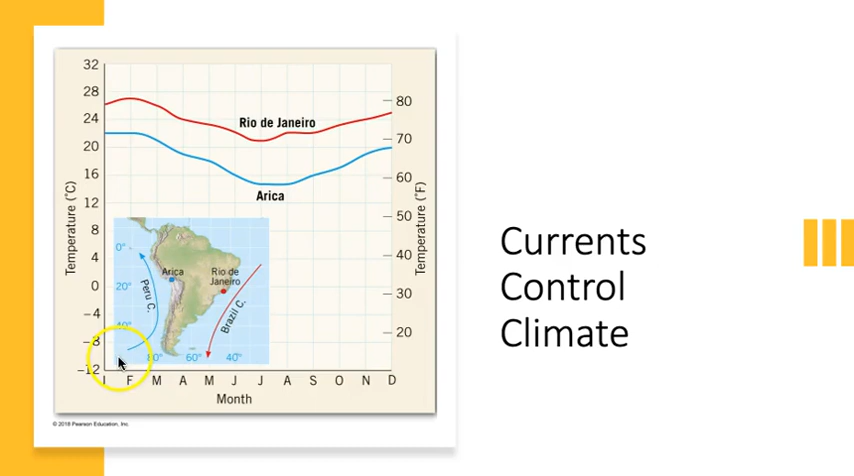 32
28
24
20
16
12
8
4
0
−4
−8
−12
Temperature (°C)
80
70
60
50
40
30
20
Temperature (°F)
Rio de Janeiro
Arica
0°
20°
40°
80°
60°
40°
Arica
Rio de
Janeiro
Peru C.
Brazil C.
J F M A M J J A S O N D
Month
© 2018 Pearson Education, Inc.
Currents
Control
Climate